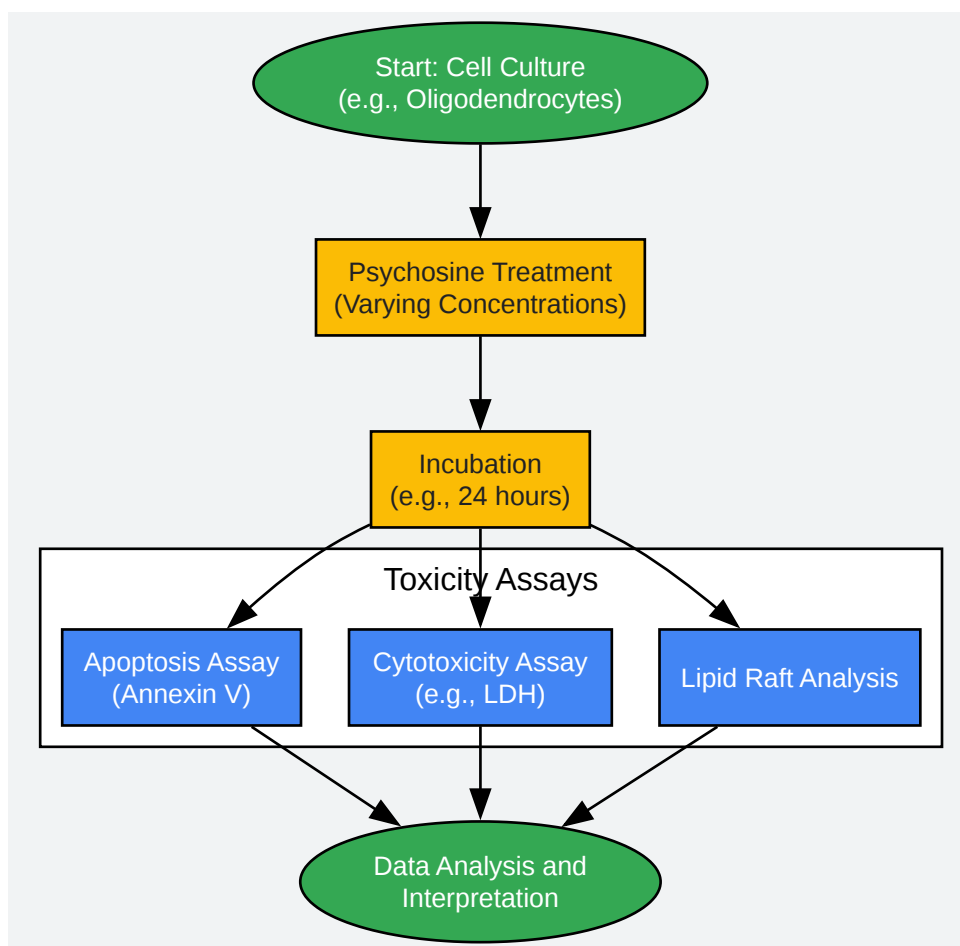 Start: Cell Culture
(e.g., Oligodendrocytes)
Psychosine Treatment
(Varying Concentrations)
Incubation
(e.g., 24 hours)
Toxicity Assays
Apoptosis Assay
(Annexin V)
Cytotoxicity Assay
(e.g., LDH)
Lipid Raft Analysis
Data Analysis and
Interpretation